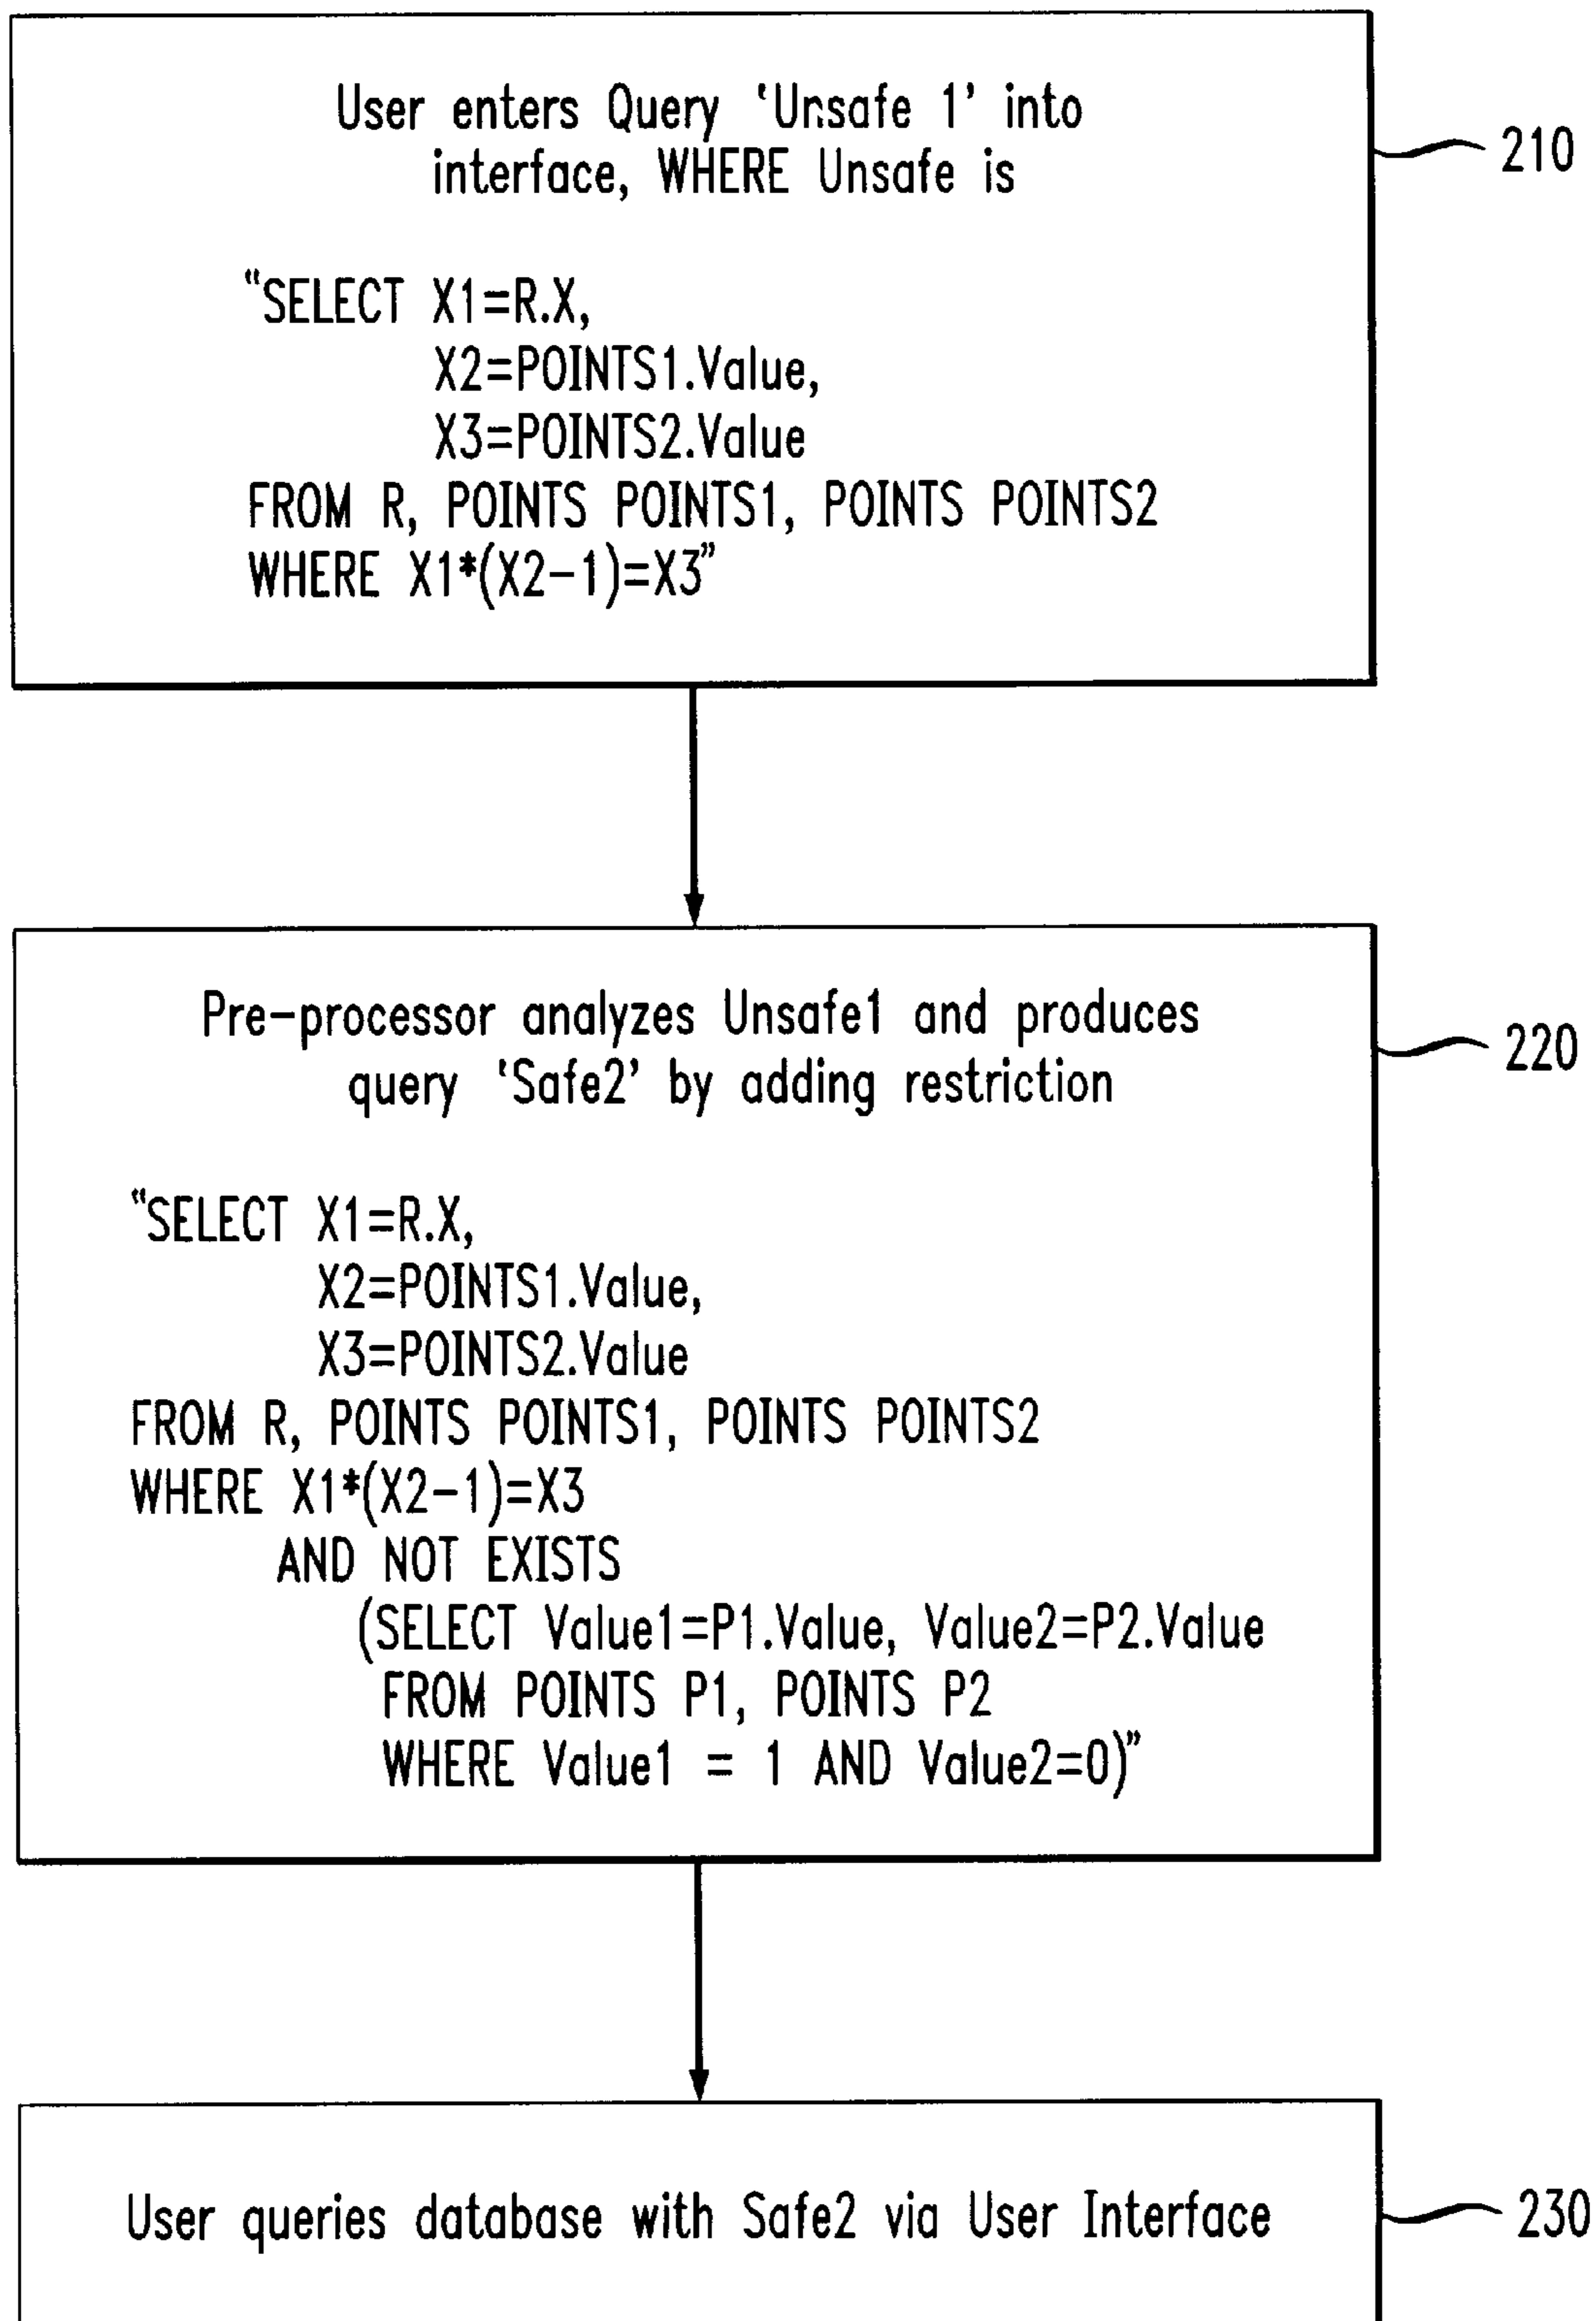 User enters Query ‘Unsafe 1’ into
interface, WHERE Unsafe is
210
“SELECT X1=R.X,
X2=POINTS1.Value,
X3=POINTS2.Value
FROM R, POINTS POINTS1, POINTS POINTS2
WHERE X1*(X2-1)=X3”
Pre-processor analyzes Unsafe1 and produces
query ‘Safe2’ by adding restriction
220
“SELECT X1=R.X,
X2=POINTS1.Value,
X3=POINTS2.Value
FROM R, POINTS POINTS1, POINTS POINTS2
WHERE X1*(X2-1)=X3
AND NOT EXISTS
(SELECT Value1=P1.Value, Value2=P2.Value
FROM POINTS P1, POINTS P2
WHERE Value1 = 1 AND Value2=0)”
User queries database with Safe2 via User Interface
230